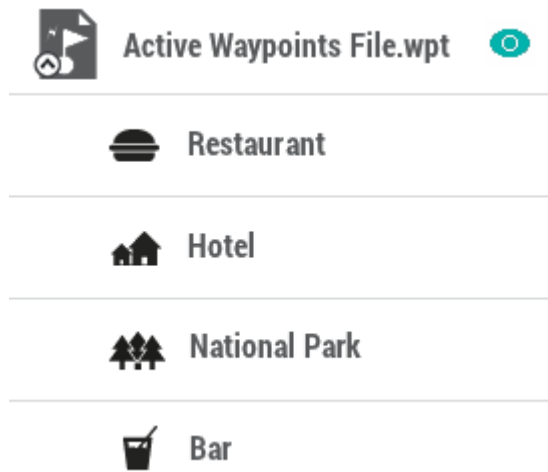 Active Waypoints File.wpt
Restaurant
Hotel
National Park
Bar